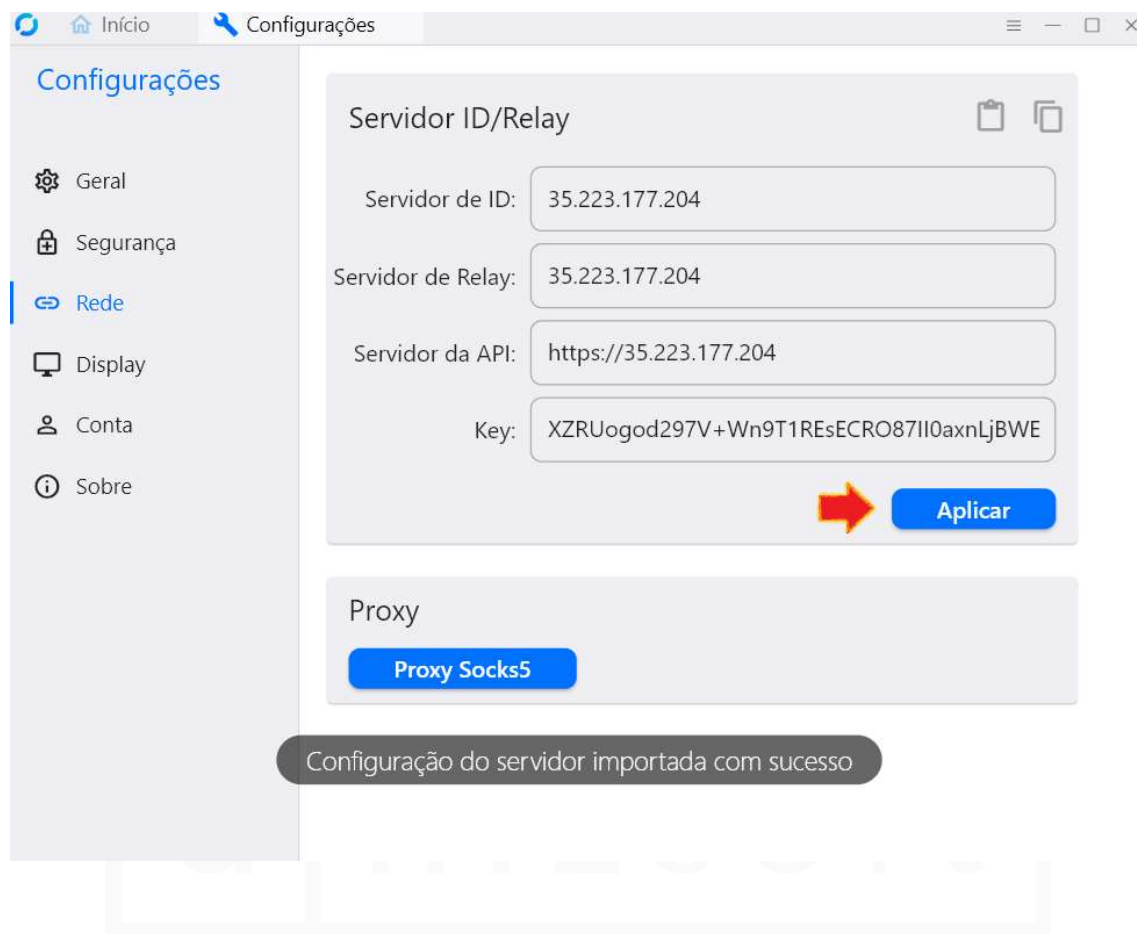 Início
Configurações
Configurações
Geral
Segurança
Rede
Display
Conta
Sobre
Servidor ID/Relay
Servidor de ID: 35.223.177.204
Servidor de Relay: 35.223.177.204
Servidor da API: https://35.223.177.204
Key: XZRUogod297V+Wn9T1REsECRO87II0axnLjBWE
Aplicar
Proxy
Proxy Socks5
Configuração do servidor importada com sucesso